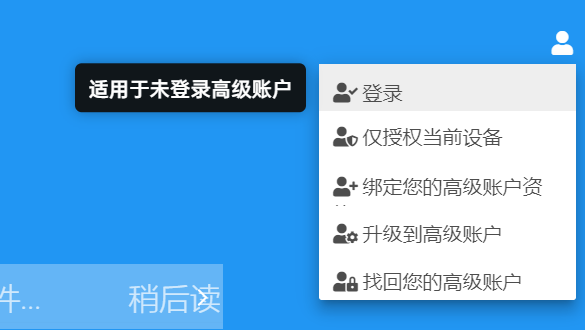 适用于未登录高级账户
登录
仅授权当前设备
绑定您的高级账户资
升级到高级账户
找回您的高级账户
件... 稍后读